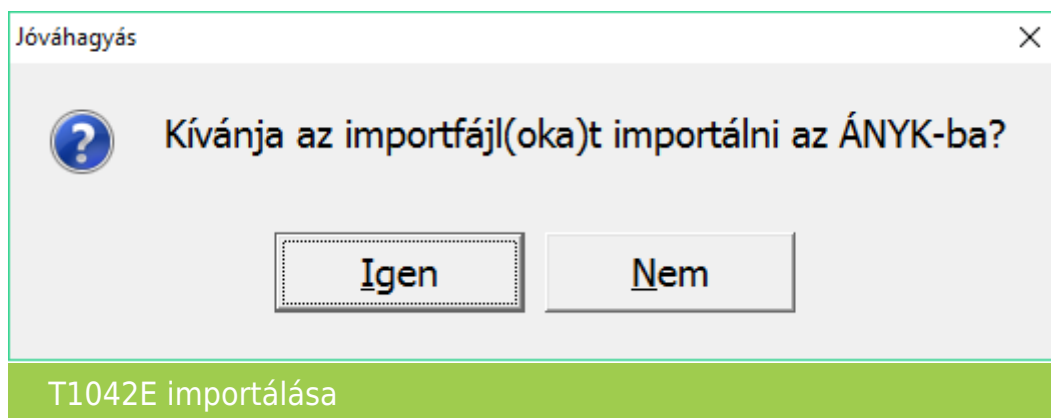 Jóváhagyás
Kívánja az importfájl(oka)t importálni az ÁNYK-ba?
Igen
Nem
T1042E importálása